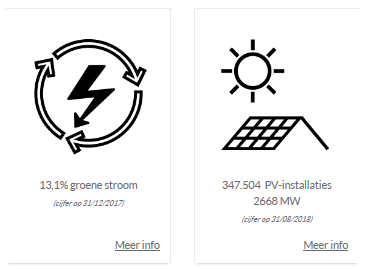 13,1% groene stroom
(cijfer op 31/12/2017)
Meer info
347.504 PV-installaties
2668 MW
(cijfer op 31/08/2018)
Meer info